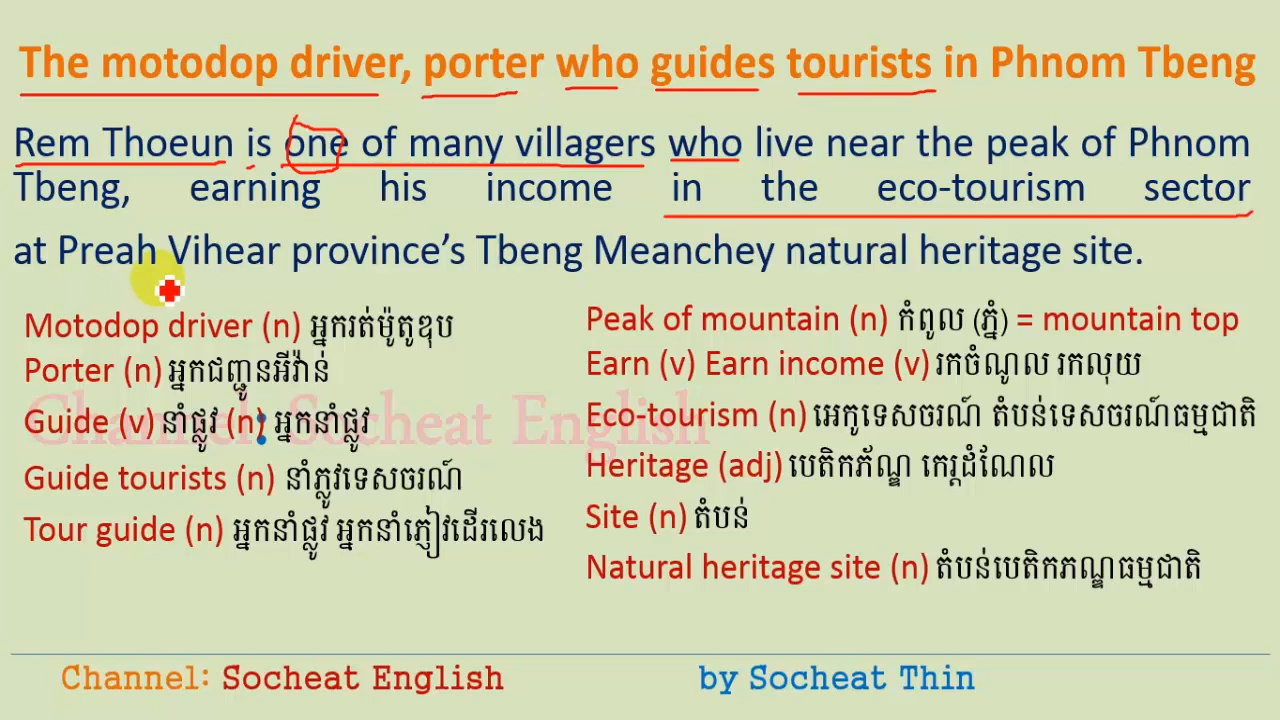 The motodop driver, porter who guides tourists in Phnom Tbeng
Rem Thoeun is one of many villagers who live near the peak of Phnom
Tbeng, earning his income in the eco-tourism sector
at Preah Vihear province’s Tbeng Meanchey natural heritage site.
Motodop driver (n) អ្នករត់ម៉ូតូឌុប
Porter (n) អ្នកជញ្ជូនអីវ៉ាន់
Guide (v) នាំផ្លូវ (n): អ្នកនាំផ្លូវ
Guide tourists (n) នាំភ្លូវទេសចរណ៍
Tour guide (n) អ្នកនាំផ្លូវ អ្នកនាំភ្ញៀវដើរលេង
Peak of mountain (n) កំពូល (ភ្នំ) = mountain top
Earn (v) Earn income (v) រកចំណូល រកលុយ
Eco-tourism (n) អេកូទេសចរណ៍ តំបន់ទេសចរណ៍ធម្មជាតិ
Heritage (adj) បេតិកភ័ណ្ឌ កេរ្តដំណែល
Site (n) តំបន់
Natural heritage site (n) តំបន់បេតិកភណ្ឌធម្មជាតិ
Channel: Socheat English
Channel: Socheat English
by Socheat Thin